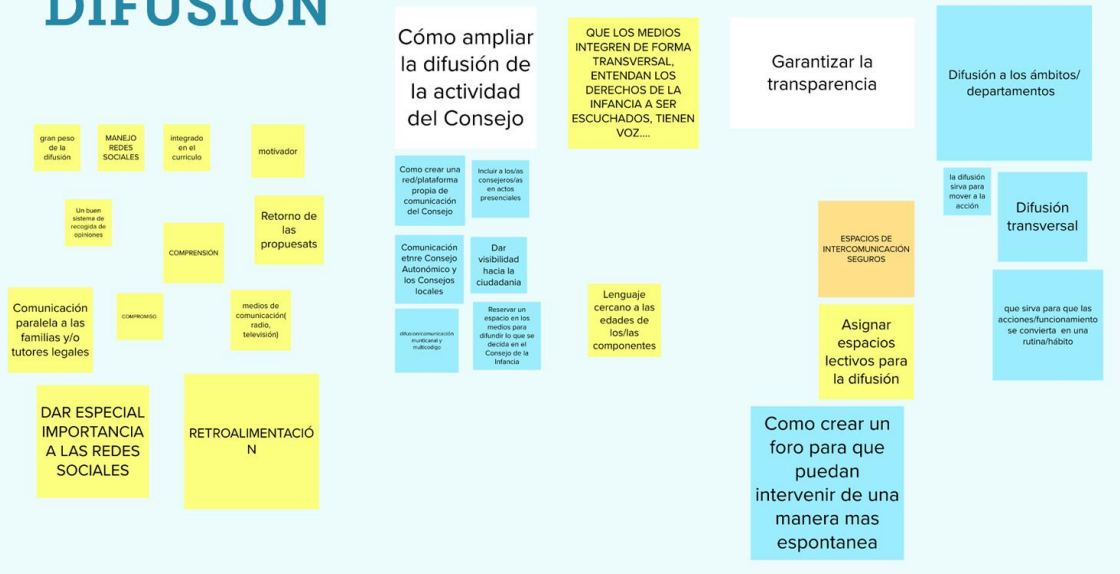 DIFUSIÓN
gran peso
de la
difusión
MANEJO
REDES
SOCIALES
integrado
en el
curriculo
motivador
Un buen
sistema de
recogida de
opiniones
COMPRENSIÓN
Retorno de
las
propuesats
Comunicación
paralela a las
familias y/o
tutores legales
COMPROMISO
medios de
comunicación(
radio,
televisión)
DAR ESPECIAL
IMPORTANCIA
A LAS REDES
SOCIALES
RETROALIMENTACIÓ
N
Cómo ampliar
la difusión de
la actividad
del Consejo
Como crear una
red/plataforma
propia de
comunicación
del Consejo
Incluir a los/as
consejeros/as
en actos
presenciales
Comunicación
etnre Consejo
Autonómico y
los Consejos
locales
Dar
visibilidad
hacia la
ciudadania
difusion/comunicación
municanal y
multicodigo
Reservar un
espacio en los
medios para
difundir lo que se
decida en el
Consejo de la
Infancia
QUE LOS MEDIOS
INTEGREN DE FORMA
TRANSVERSAL,
ENTENDAN LOS
DERECHOS DE LA
INFANCIA A SER
ESCUCHADOS, TIENEN
VOZ....
Lenguaje
cercano a las
edades de
los/las
componentes
Garantizar la
transparencia
ESPACIOS DE
INTERCOMUNICACIÓN
SEGUROS
Asignar
espacios
lectivos para
la difusión
Como crear un
foro para que
puedan
intervenir de una
manera mas
espontanea
Difusión a los ámbitos/
departamentos
la difusión
sirva para
mover a la
acción
Difusión
transversal
que sirva para que las
acciones/funcionamiento
se convierta en una
rutina/hábito